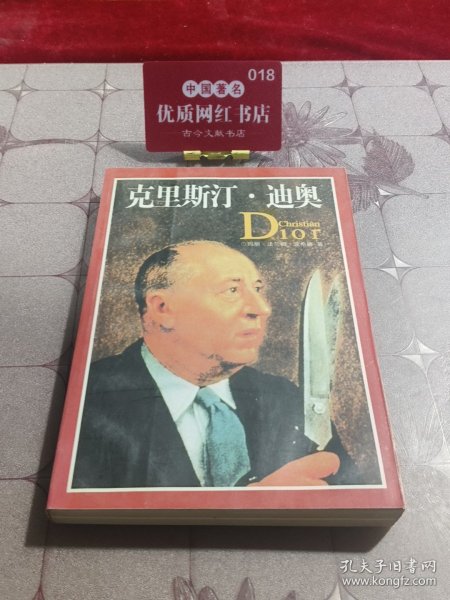 018
中国著名
优质网红书店
古今文献书店
克里斯汀·迪奥
Christian
Dior
孔夫子旧书网
www.kongfz.com